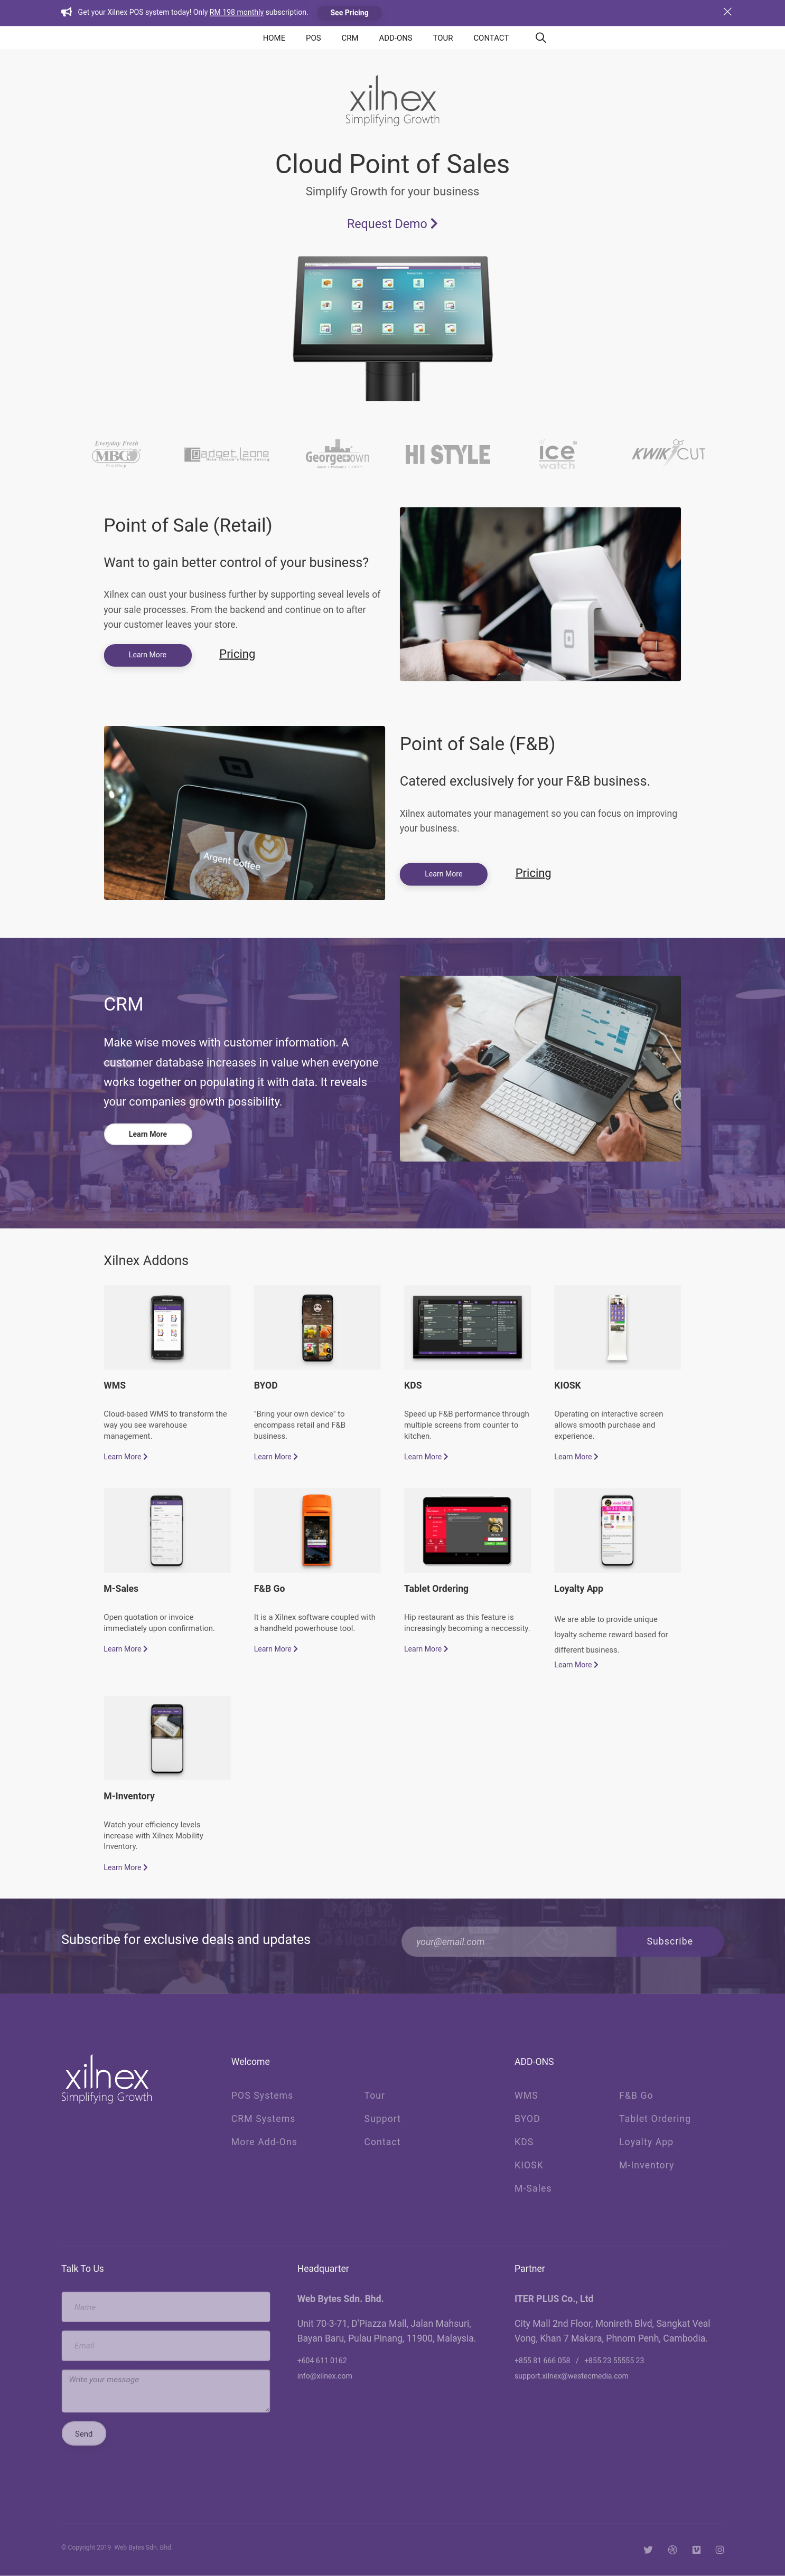 Get your Xilnex POS system today! Only RM 198 monthly subscription. See Pricing
HOME POS CRM ADD-ONS TOUR CONTACT
xilnex
Simplifying Growth
Cloud Point of Sales
Simplify Growth for your business
Request Demo
Everyday Fresh
MBG
Gadget zone
Georgetown
HI STYLE
ice
watch
KWIK CUT
Point of Sale (Retail)
Want to gain better control of your business?
Xilnex can oust your business further by supporting seveal levels of
your sale processes. From the backend and continue on to after
your customer leaves your store.
Learn More
Pricing
Argent Coffee
Point of Sale (F&B)
Catered exclusively for your F&B business.
Xilnex automates your management so you can focus on improving
your business.
Learn More
Pricing
CRM
Make wise moves with customer information. A
customer database increases in value when everyone
works together on populating it with data. It reveals
your companies growth possibility.
Learn More
Xilnex Addons
WMS
Cloud-based WMS to transform the
way you see warehouse
management.
Learn More
BYOD
"Bring your own device" to
encompass retail and F&B
business.
Learn More
KDS
Speed up F&B performance through
multiple screens from counter to
kitchen.
Learn More
KIOSK
Operating on interactive screen
allows smooth purchase and
experience.
Learn More
M-Sales
Open quotation or invoice
immediately upon confirmation.
Learn More
F&B Go
It is a Xilnex software coupled with
a handheld powerhouse tool.
Learn More
Tablet Ordering
Hip restaurant as this feature is
increasingly becoming a neccessity.
Learn More
Loyalty App
We are able to provide unique
loyalty scheme reward based for
different business.
Learn More
M-Inventory
Watch your efficiency levels
increase with Xilnex Mobility
Inventory.
Learn More
Subscribe for exclusive deals and updates
your@email.com
Subscribe
xilnex
Simplifying Growth
Welcome
POS Systems
CRM Systems
More Add-Ons
Tour
Support
Contact
ADD-ONS
WMS
BYOD
KDS
KIOSK
M-Sales
F&B Go
Tablet Ordering
Loyalty App
M-Inventory
Talk To Us
Name
Email
Write your message
Send
Headquarter
Web Bytes Sdn. Bhd.
Unit 70-3-71, D'Piazza Mall, Jalan Mahsuri,
Bayan Baru, Pulau Pinang, 11900, Malaysia.
+604 611 0162
info@xilnex.com
Partner
ITER PLUS Co., Ltd
City Mall 2nd Floor, Monireth Blvd, Sangkat Veal
Vong, Khan 7 Makara, Phnom Penh, Cambodia.
+855 81 666 058 / +855 23 55555 23
support.xilnex@westecmedia.com
© Copyright 2019 Web Bytes Sdn. Bhd.